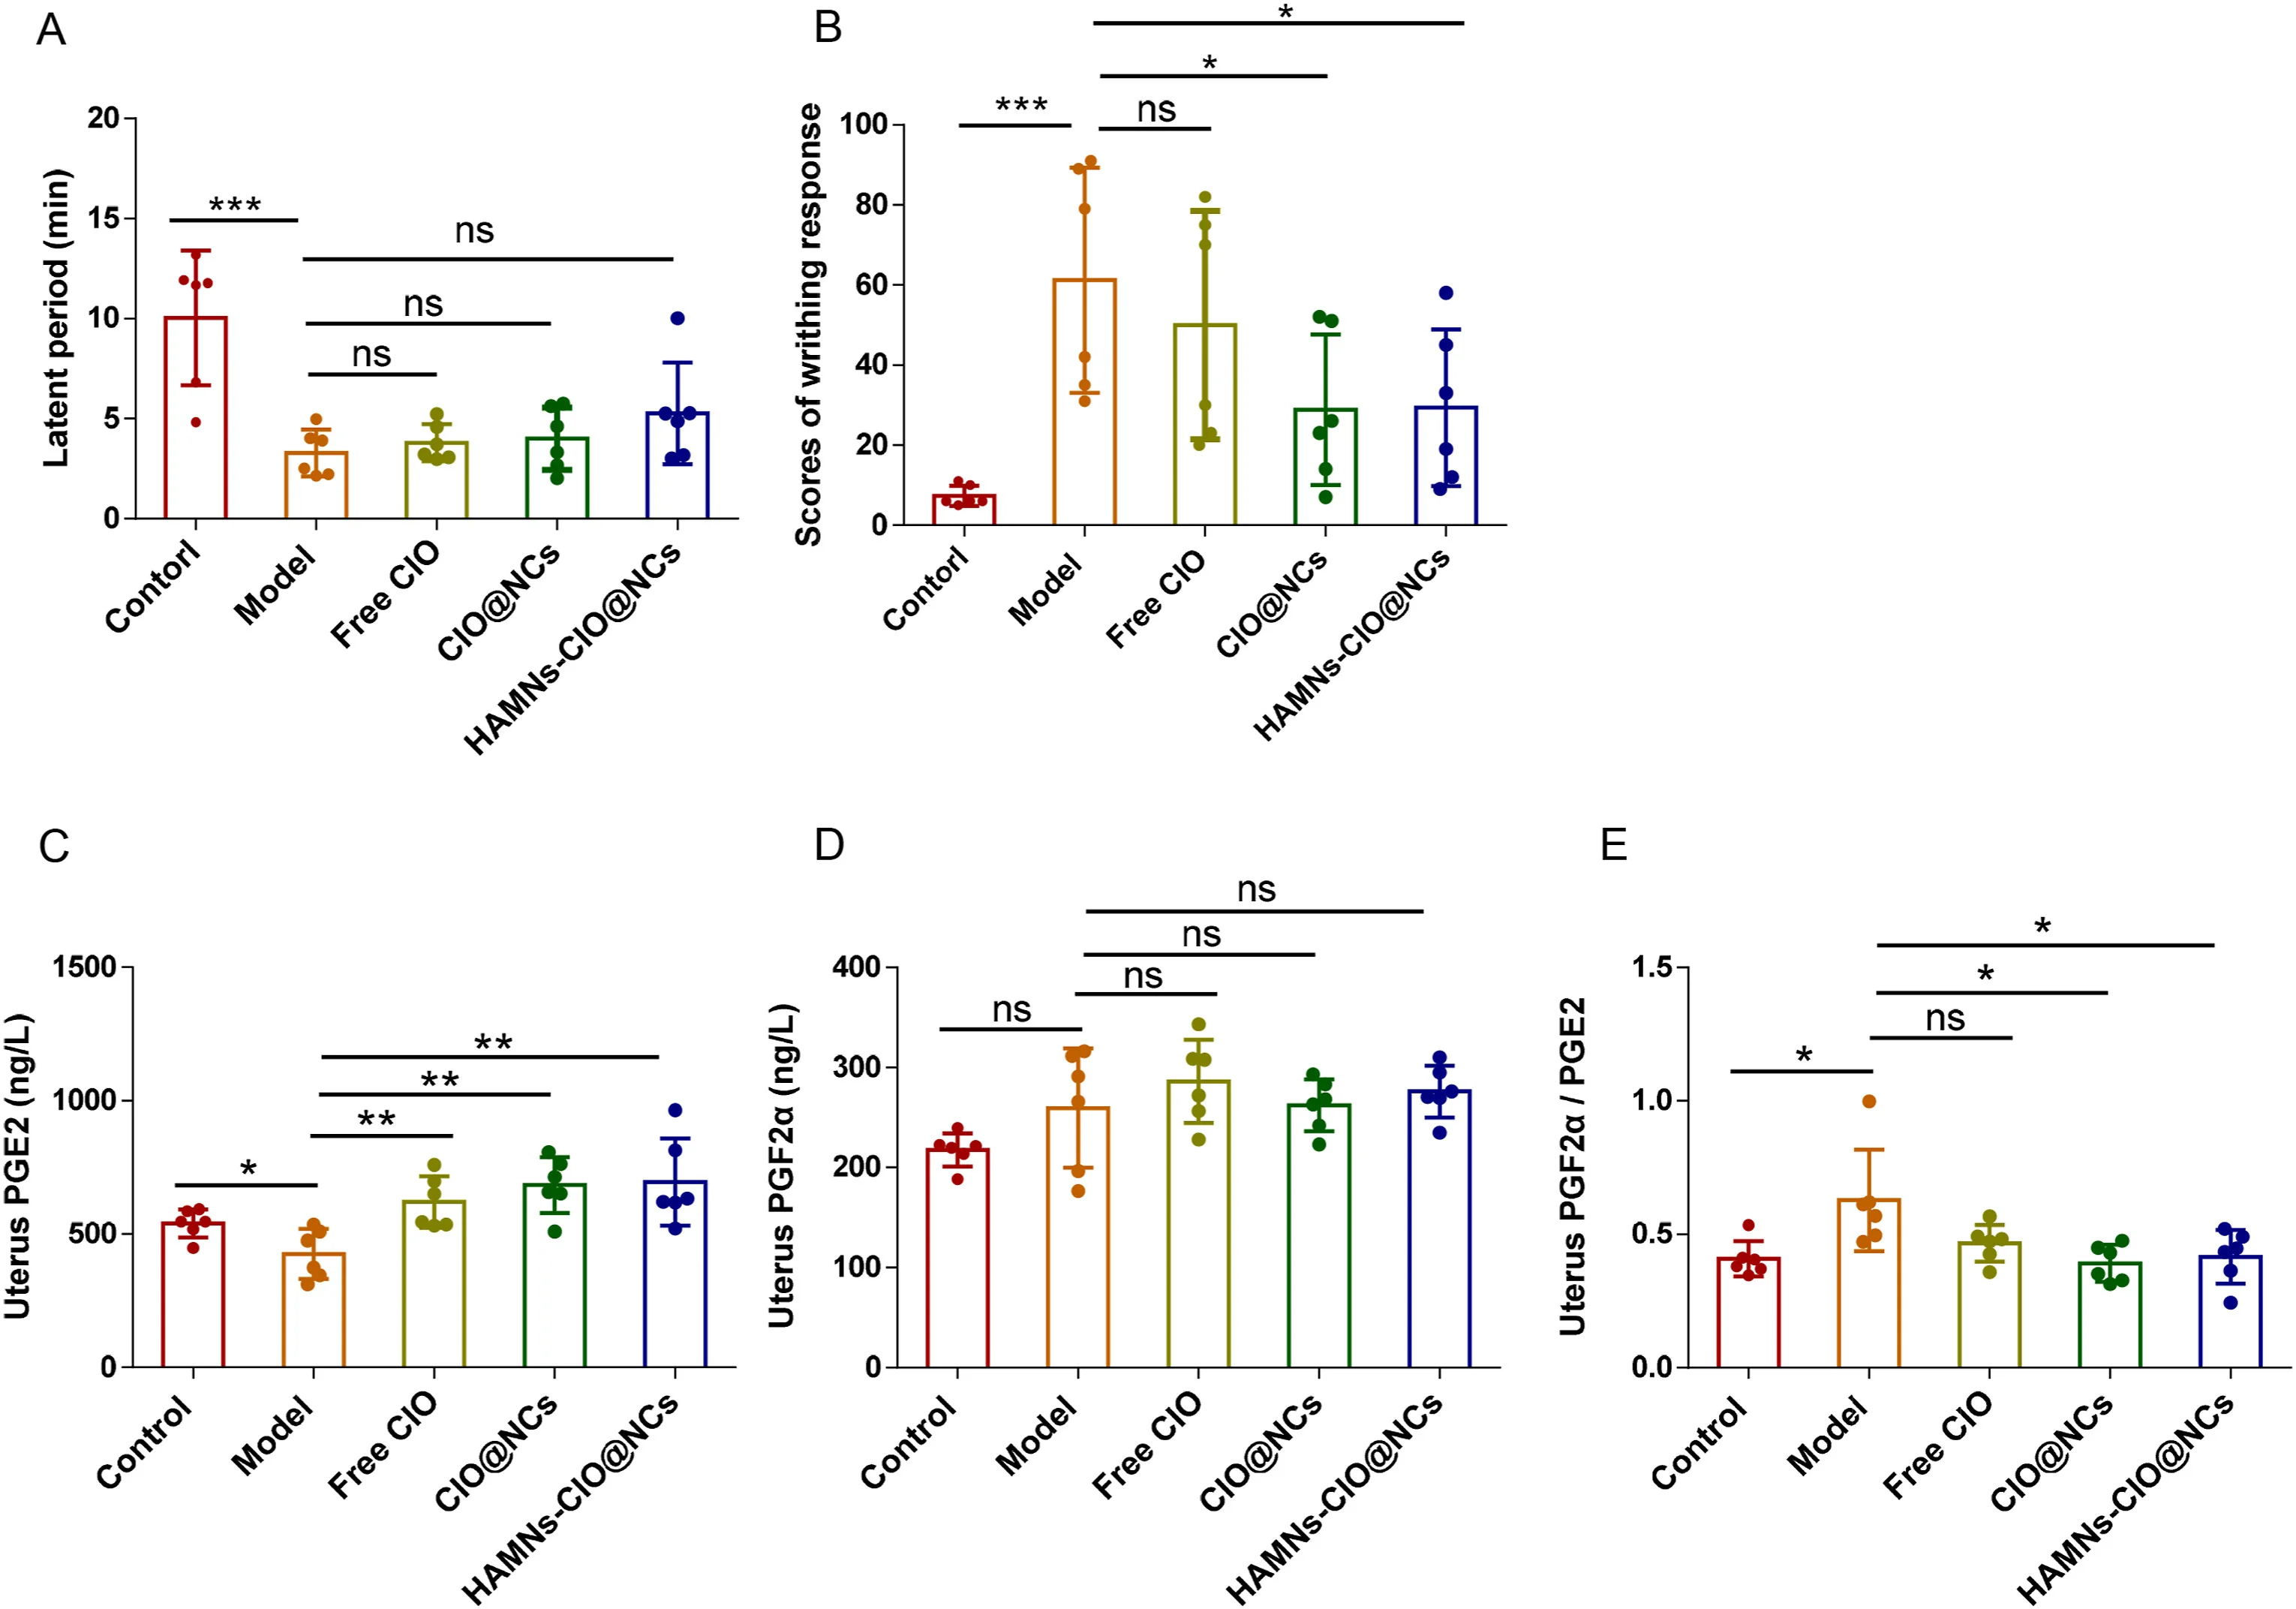 A
Latent period (min)
20
15
10
5
0
***
ns
ns
ns
Contorl
Model
Free CIO
CIO@NCs
HAMNs-CIO@NCs
B
Scores of withing response
100
80
60
40
20
0
*
*
***
ns
Contorl
Model
Free CIO
CIO@NCs
HAMNs-CIO@NCs
C
Uterus PGE2 (ng/L)
1500
1000
500
0
**
**
**
*
Control
Model
Free CIO
CIO@NCs
HAMNs-CIO@NCs
D
Uterus PGF2α (ng/L)
400
300
200
100
0
ns
ns
ns
ns
Control
Model
Free CIO
CIO@NCs
HAMNs-CIO@NCs
E
Uterus PGF2α / PGE2
1.5
1.0
0.5
0.0
*
*
ns
*
Control
Model
Free CIO
CIO@NCs
HAMNs-CIO@NCs